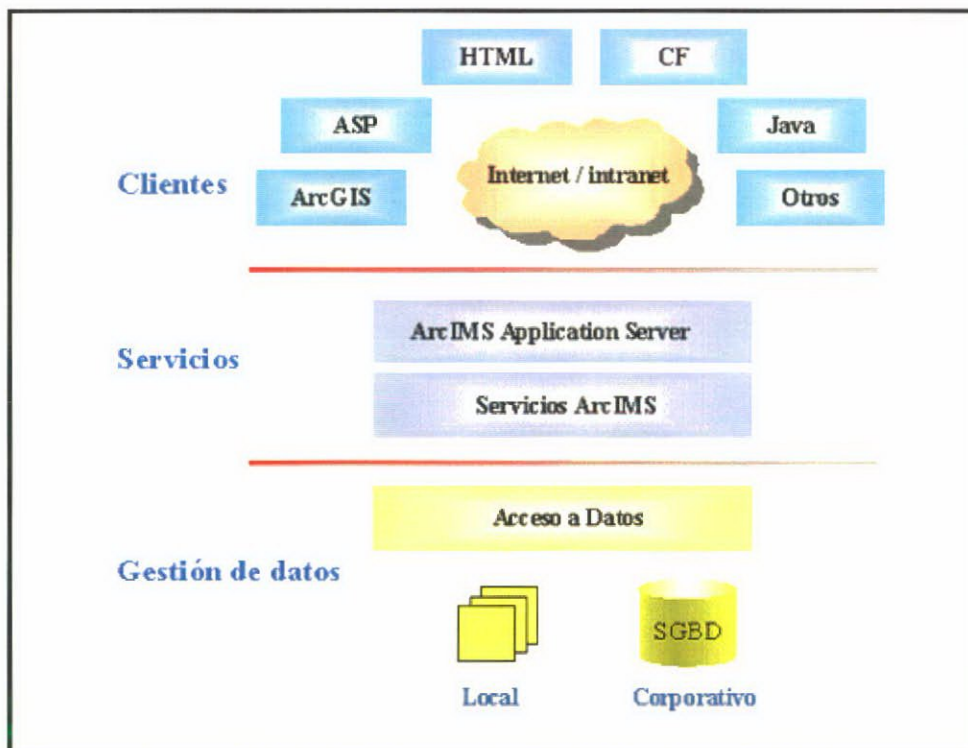 HTML
CF
ASP
Java
Internet / intranet
Clientes
ArcGIS
Otros
ArcIMS Application Server
Servicios
Servicios ArcIMS
Acceso a Datos
Gestión de datos
SGBD
Local
Corporativo